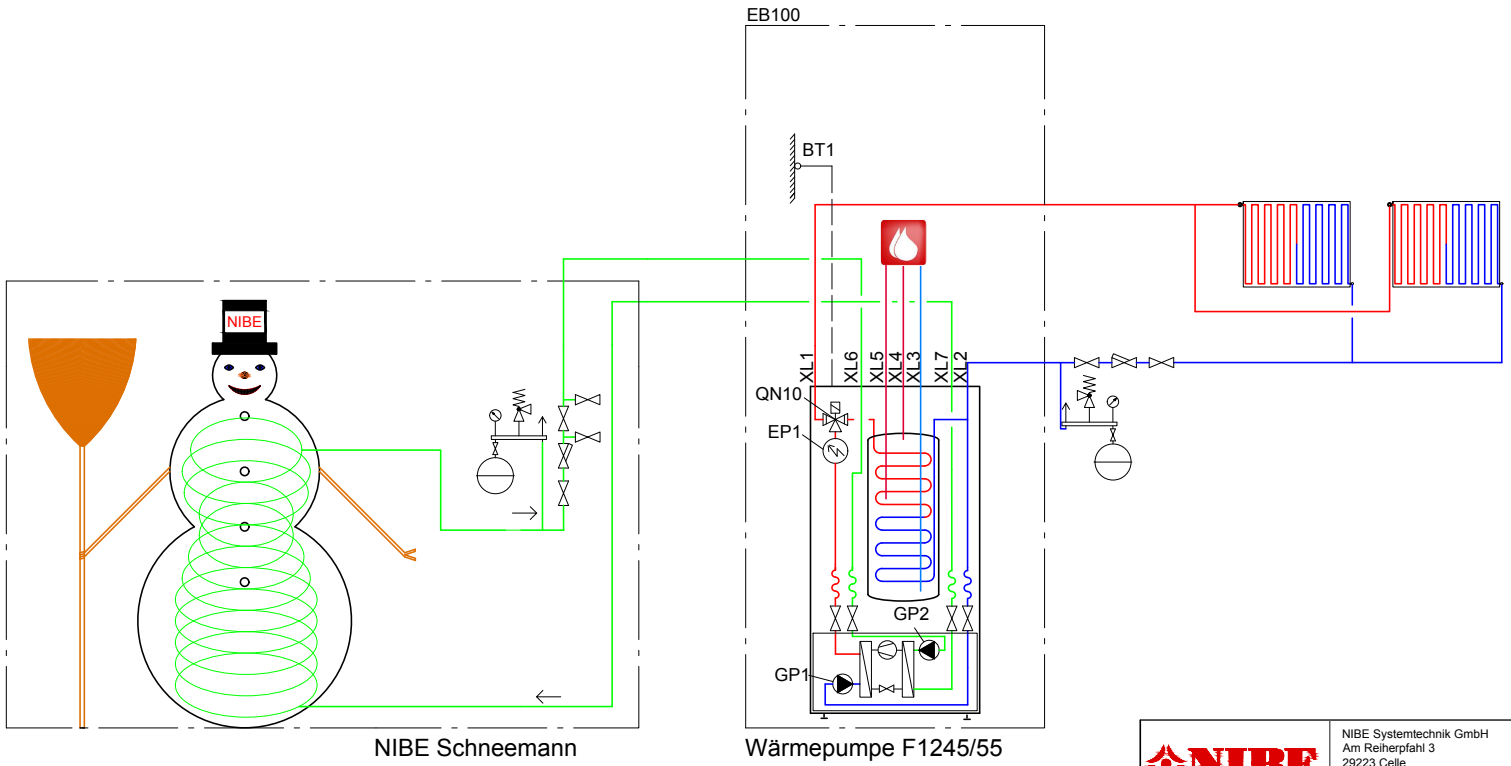 EB100
BT1
NIBE
XL1
XL6
XL5
XL4
XL3
XL7
XL2
QN10
EP1
GP2
GP1
NIBE Schneemann
Wärmepumpe F1245/55
NIBE
NIBE Systemtechnik GmbH
Am Reiherpfahl 3
29223 Celle